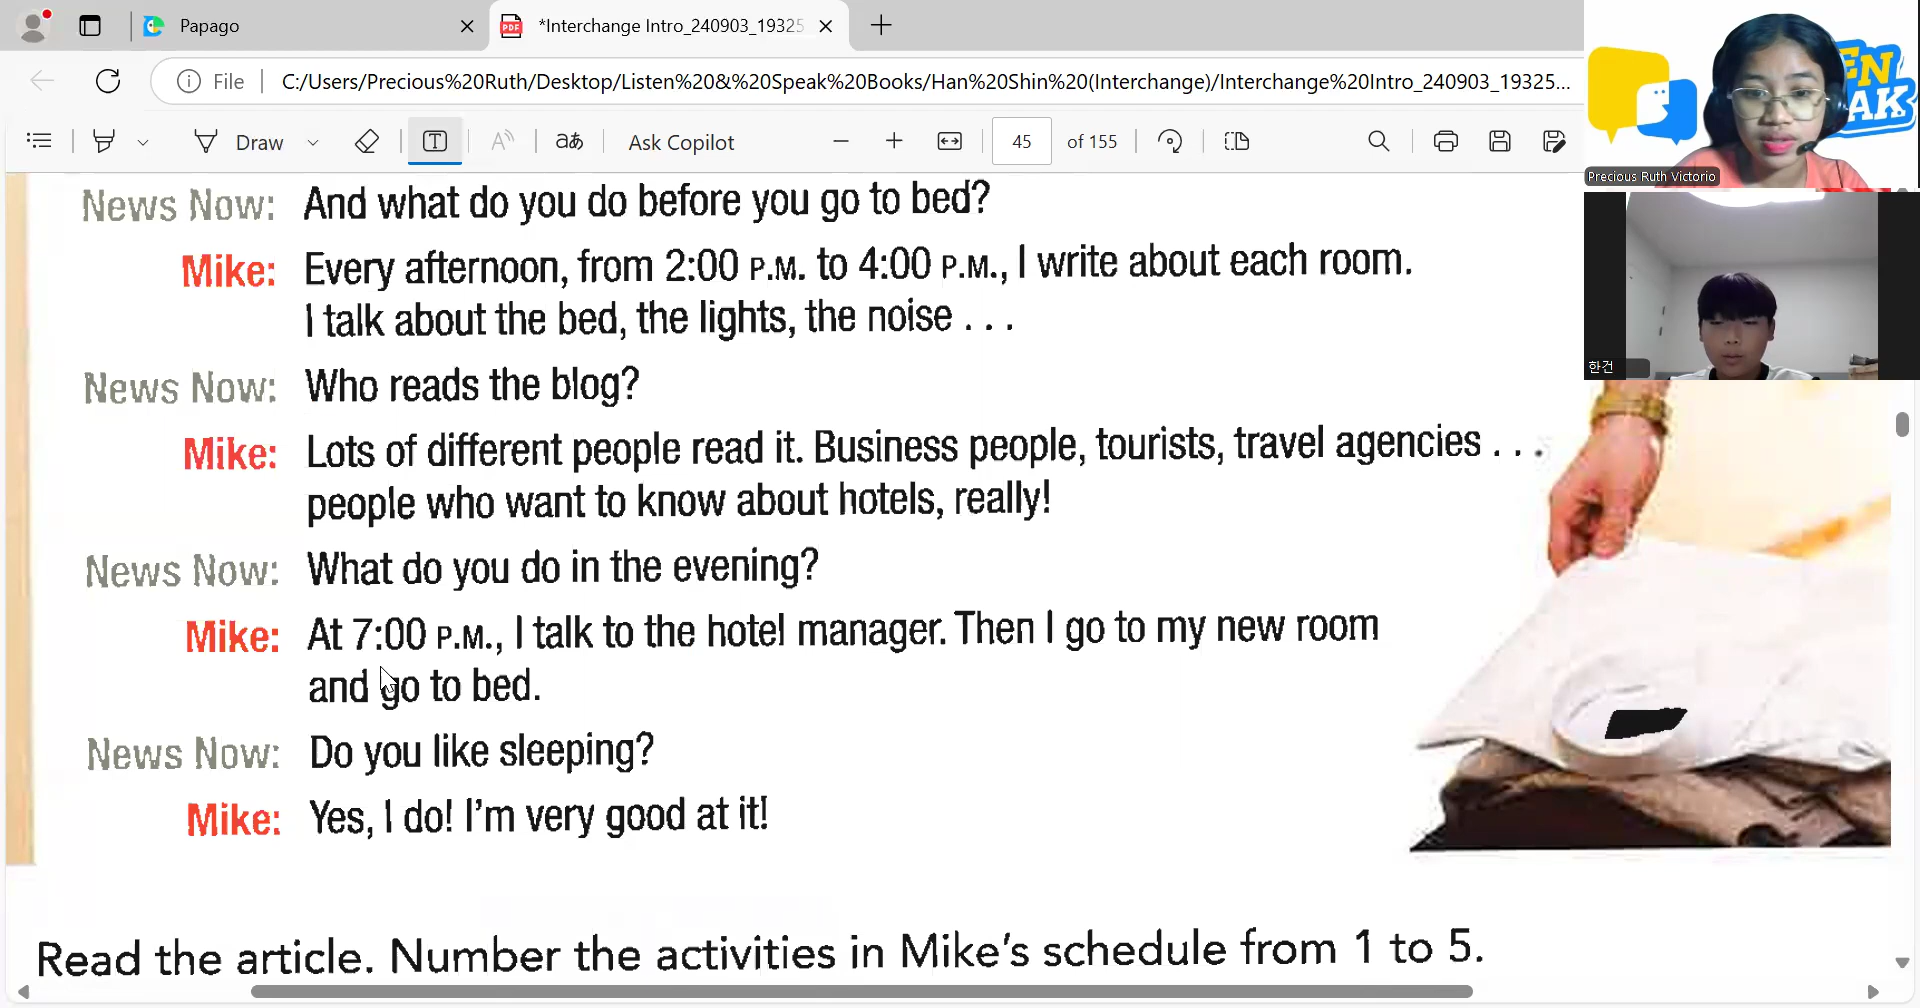 Papago
*Interchange Intro_240903_19325
File
C:/Users/Precious%20Ruth/Desktop/Listen%20&%20Speak%20Books/Han%20Shin%20(Interchange)/Interchange%20Intro_240903_19325...
Draw
Ask Copilot
45
of 155
Precious Ruth Victorio
한건
News Now: And what do you do before you go to bed?
Mike: Every afternoon, from 2:00 P.M. to 4:00 P.M., I write about each room.
I talk about the bed, the lights, the noise . . .
News Now: Who reads the blog?
Mike: Lots of different people read it. Business people, tourists, travel agencies . . .
people who want to know about hotels, really!
News Now: What do you do in the evening?
Mike: At 7:00 P.M., I talk to the hotel manager. Then I go to my new room
and go to bed.
News Now: Do you like sleeping?
Mike: Yes, I do! I'm very good at it!
Read the article. Number the activities in Mike's schedule from 1 to 5.